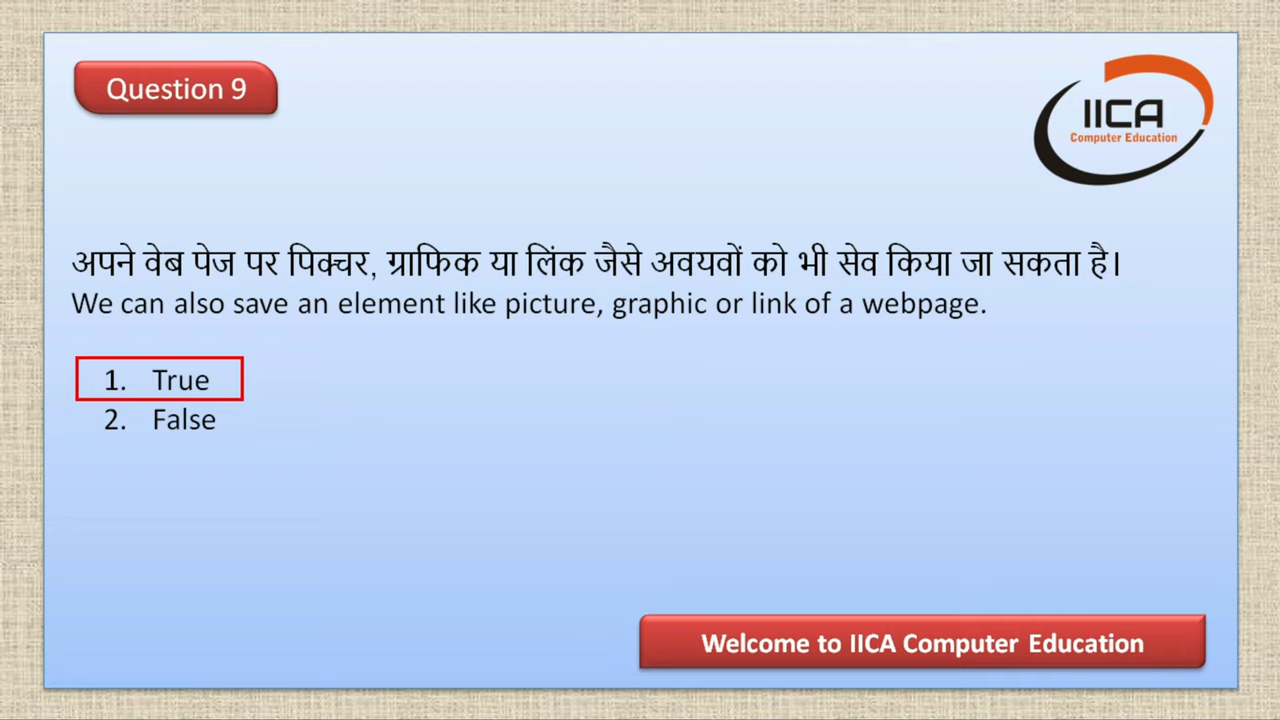 Question 9
IICA
Computer Education
अपने वेब पेज पर पिक्चर, ग्राफिक या लिंक जैसे अवयवों को भी सेव किया जा सकता है।
We can also save an element like picture, graphic or link of a webpage.
1. True
2. False
Welcome to IICA Computer Education